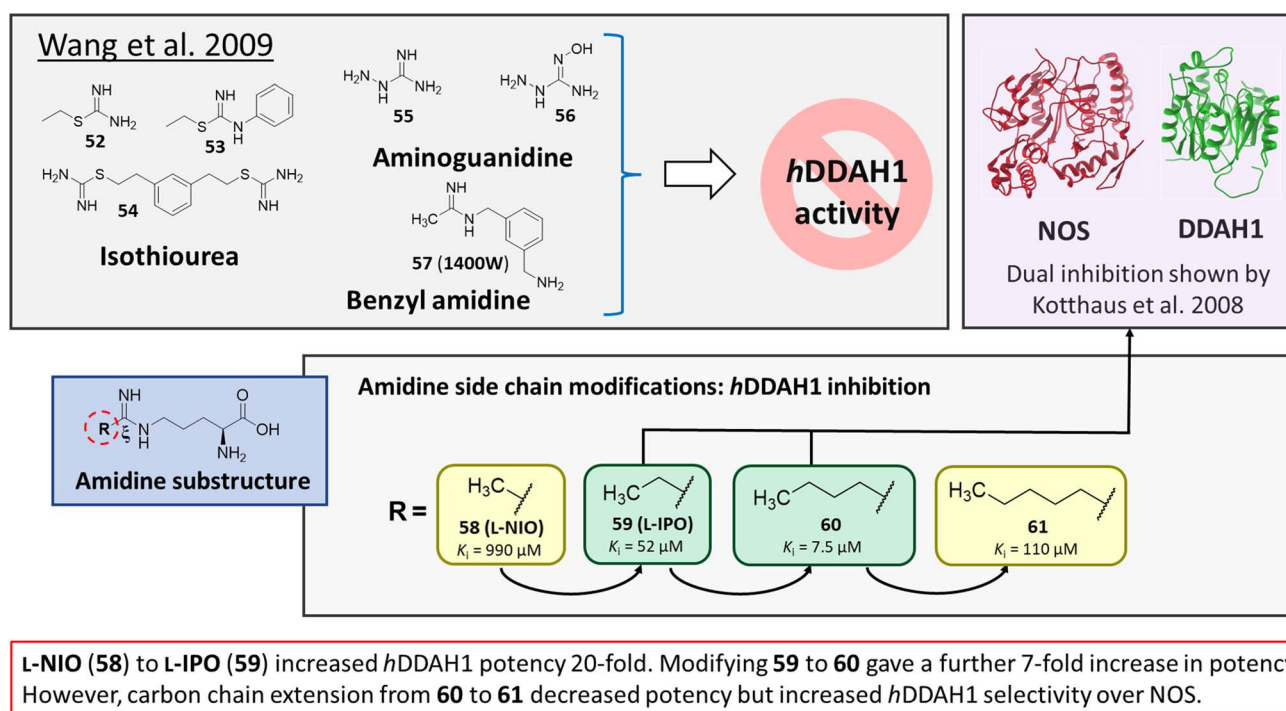 Wang et al. 2009
NH
S
NH2
52
NH
S
N
H
53
H2N
S
NH
S
NH2
NH
54
Isothiourea
H2N
N
H
NH
NH2
55
H2N
N
H
N
OH
NH2
56
Aminoguanidine
NH
H3C
N
H
NH2
57 (1400W)
Benzyl amidine
hDDAH1
activity
NOS
DDAH1
Dual inhibition shown by
Kotthaus et al. 2008
Amidine side chain modifications: hDDAH1 inhibition
NH
R
ξ
N
H
O
OH
NH2
Amidine substructure
R =
H3C
58 (L-NIO)
Ki = 990 µM
H3C
59 (L-IPO)
Ki = 52 µM
H3C
60
Ki = 7.5 µM
H3C
61
Ki = 110 µM
L-NIO (58) to L-IPO (59) increased hDDAH1 potency 20-fold. Modifying 59 to 60 gave a further 7-fold increase in potency
However, carbon chain extension from 60 to 61 decreased potency but increased hDDAH1 selectivity over NOS.